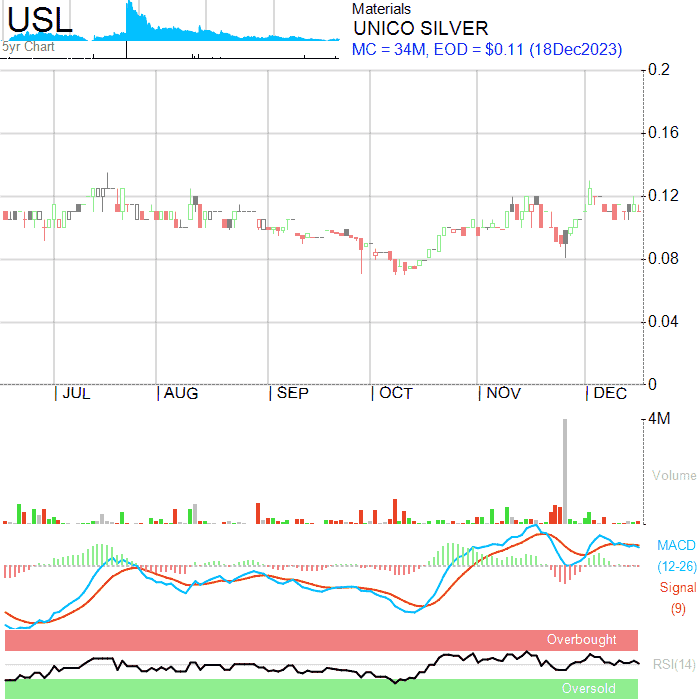 USL
5yr Chart
Materials
UNICO SILVER
MC = 34M, EOD = $0.11 (18Dec2023)
0.2
0.16
0.12
0.08
0.04
0
JUL AUG SEP OCT NOV DEC
4M
Volume
MACD
(12-26)
Signal
(9)
Overbought
RSI(14)
Oversold